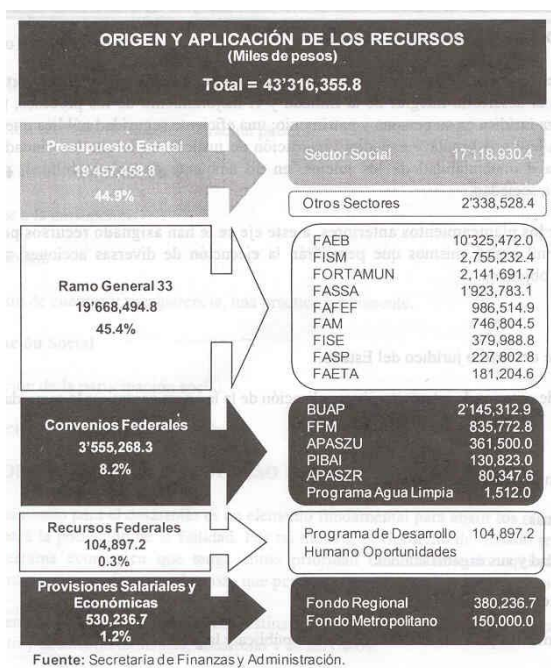 ORIGEN Y APLICACIÓN DE LOS RECURSOS
(Miles de pesos)
Total = 43'316,355.8
Presupuesto Estatal
19'457,458.8
44.9%
Sector Social 17'118,930.4
Otros Sectores 2'338,528.4
Ramo General 33
19'668,494.8
45.4%
FAEB 10'325,472.0
FISM 2,755,232.4
FORTAMUN 2,141,691.7
FASSA 1'923,783.1
FAFEF 986,514.9
FAM 746,804.5
FISE 379,988.8
FASP 227,802.8
FAETA 181,204.6
Convenios Federales
3'555,268.3
8.2%
BUAP 2'145,312.9
FFM 835,772.8
APASZU 361,500.0
PIBAI 130,823.0
APASZR 80,347.6
Programa Agua Limpia 1,512.0
Recursos Federales
104,897.2
0.3%
Programa de Desarrollo 104,897.2
Humano Oportunidades
Provisiones Salariales y
Económicas
530,236.7
1.2%
Fondo Regional 380,236.7
Fondo Metropolitano 150,000.0
Fuente: Secretaría de Finanzas y Administración.